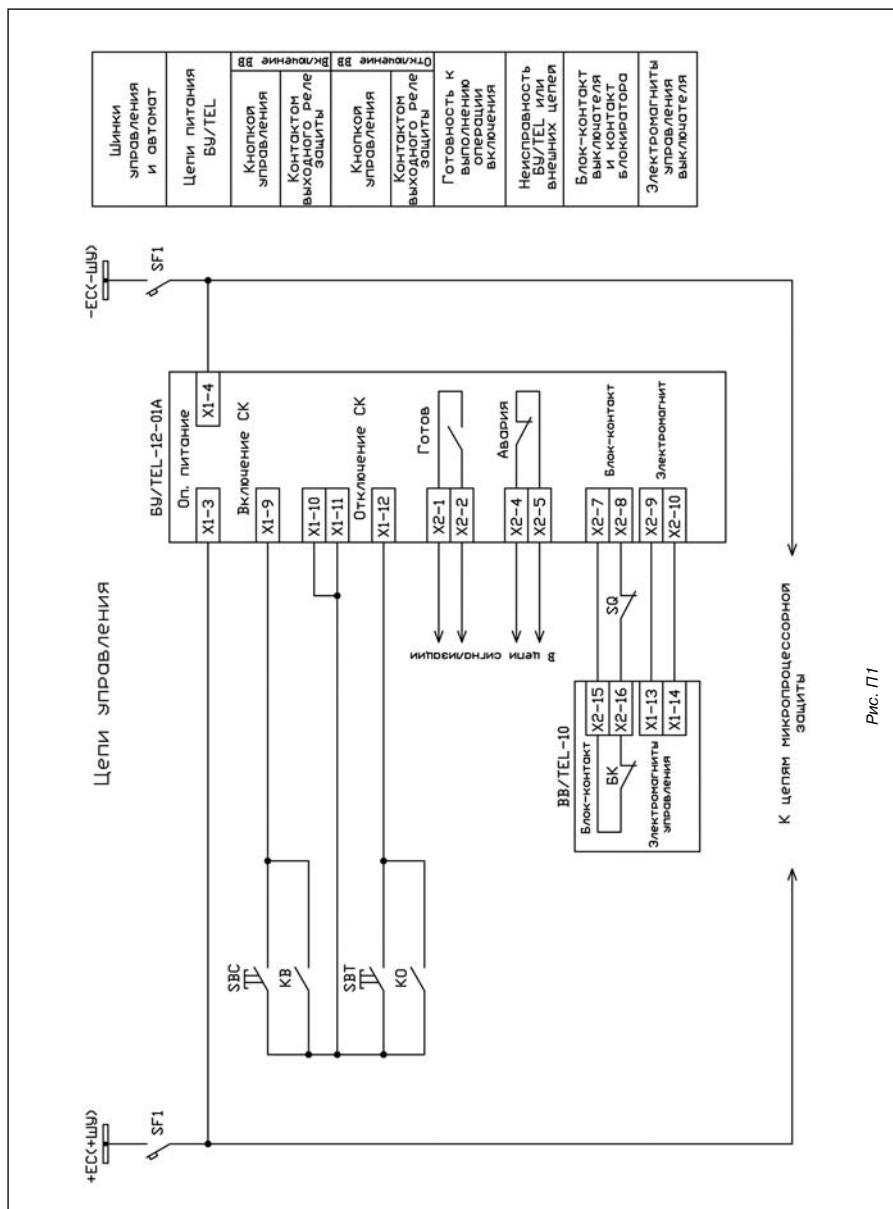 Цепи управления
+ЕС(+ШУ)
SF1
-ЕС(-ШУ)
SF1
БУ/TEL-12-01А
Оп. питание
X1-3
X1-4
Включение СК
X1-9
X1-10
X1-11
Отключение СК
X1-12
Готов
X2-1
X2-2
Авария
X2-4
X2-5
Блок-контакт
X2-7
X2-8
Электромагнит
X2-9
X2-10
SBC
КВ
SBT
КО
В цепи сигнализации
ВВ/TEL-10
Блок-контакт
X2-15
X2-16
БК
SQ
Электромагниты
управления
X1-13
X1-14
К цепям микропроцессорной
защиты
Шинки
управления
и автомат
Цепи питания
БУ/TEL
Включение ВВ
Кнопкой
управления
Контактом
выходного реле
защиты
Отключение ВВ
Кнопкой
управления
Контактом
выходного реле
защиты
Готовность к
выполнению
операции
включения
Неисправность
БУ/TEL или
внешних цепей
Блок-контакт
выключателя
и контакт
блокиратора
Электромагниты
управления
выключателя
Рис. П1